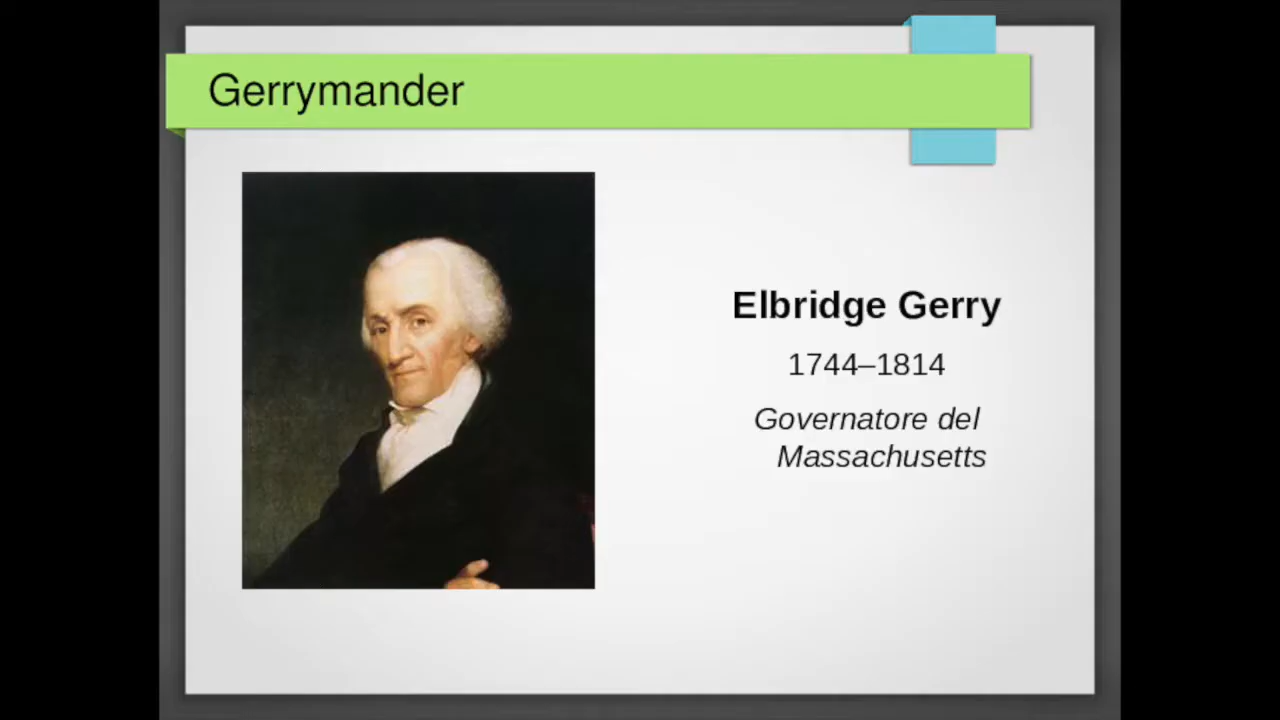 Gerrymander
Elbridge Gerry
1744–1814
Governatore del
Massachusetts